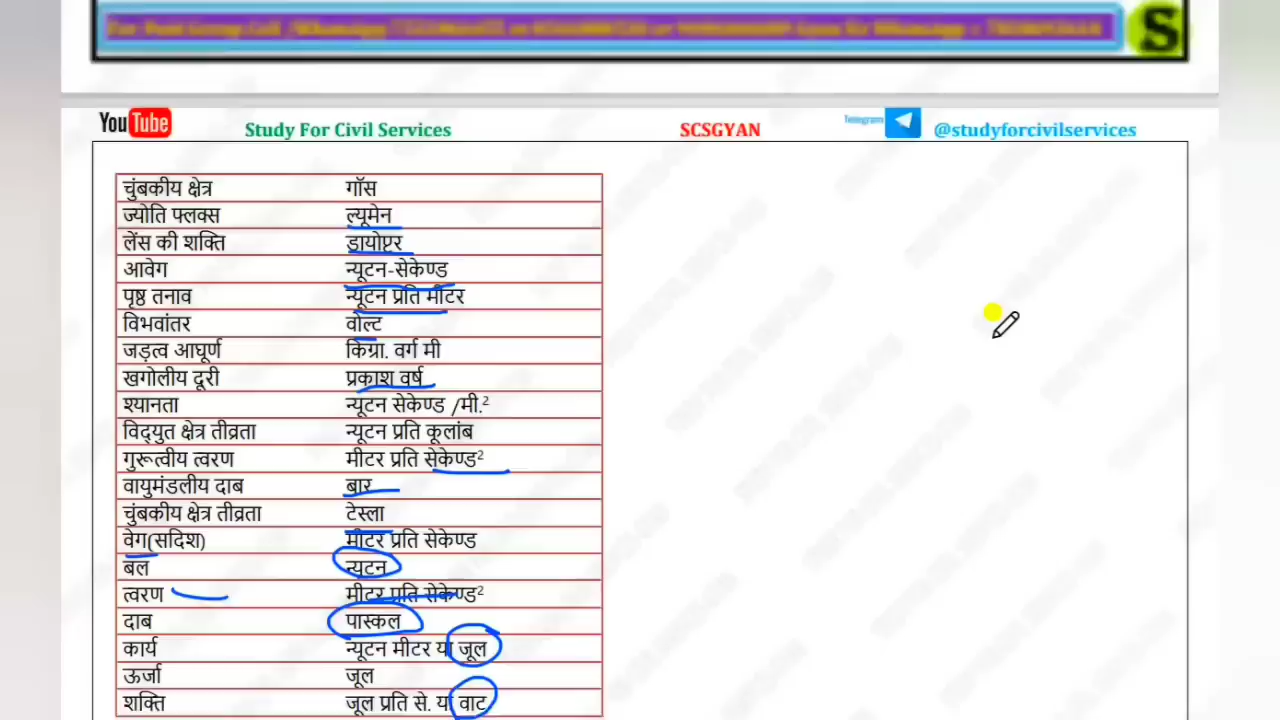 S
YouTube
Study For Civil Services SCSGYAN Telegram @studyforcivilservices
चुंबकीय क्षेत्र गॉस
ज्योति फ्लक्स ल्यूमेन
लेंस की शक्ति डायोप्टर
आवेग न्यूटन-सेकेण्ड
पृष्ठ तनाव न्यूटन प्रति मीटर
विभवांतर वोल्ट
जड़त्व आघूर्ण किग्रा. वर्ग मी
खगोलीय दूरी प्रकाश वर्ष
श्यानता न्यूटन सेकेण्ड /मी.²
विद्युत क्षेत्र तीव्रता न्यूटन प्रति कूलांब
गुरूत्वीय त्वरण मीटर प्रति सेकेण्ड²
वायुमंडलीय दाब बार
चुंबकीय क्षेत्र तीव्रता टेस्ला
वेग(सदिश) मीटर प्रति सेकेण्ड
बल न्यूटन
त्वरण मीटर प्रति सेकेण्ड²
दाब पास्कल
कार्य न्यूटन मीटर या जूल
ऊर्जा जूल
शक्ति जूल प्रति से. या वाट